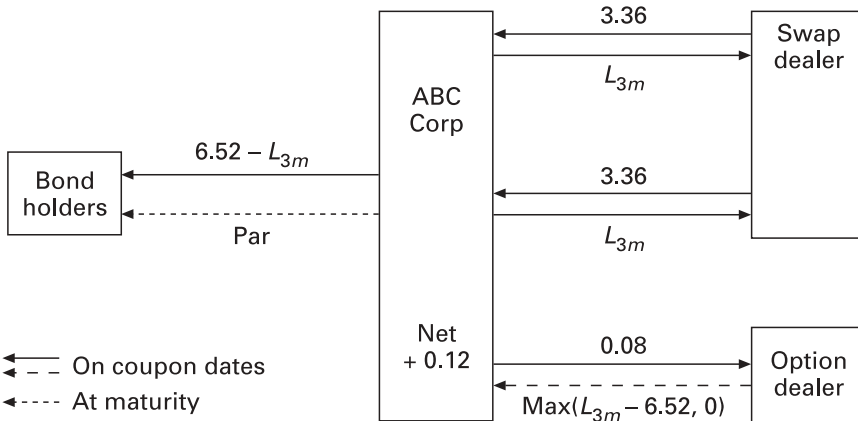 3.36
Swap
dealer
L3m
ABC
Corp
6.52 – L3m
Bond
holders
3.36
Par
L3m
Net
+ 0.12
0.08
Option
dealer
On coupon dates
Max(L3m – 6.52, 0)
At maturity